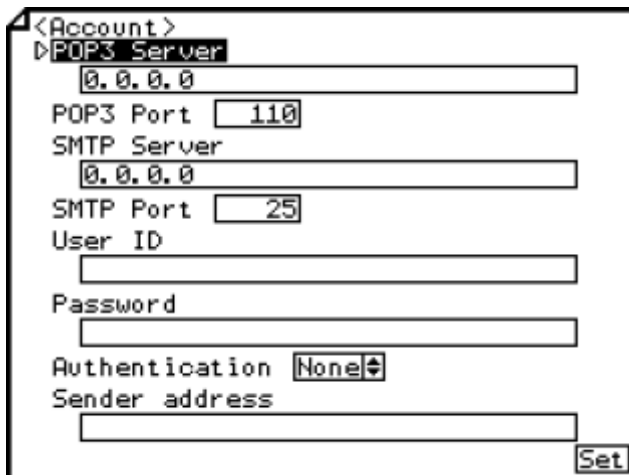 <Account>
POP3 Server
0.0.0.0
POP3 Port 110
SMTP Server
0.0.0.0
SMTP Port 25
User ID
Password
Authentication None
Sender address
Set